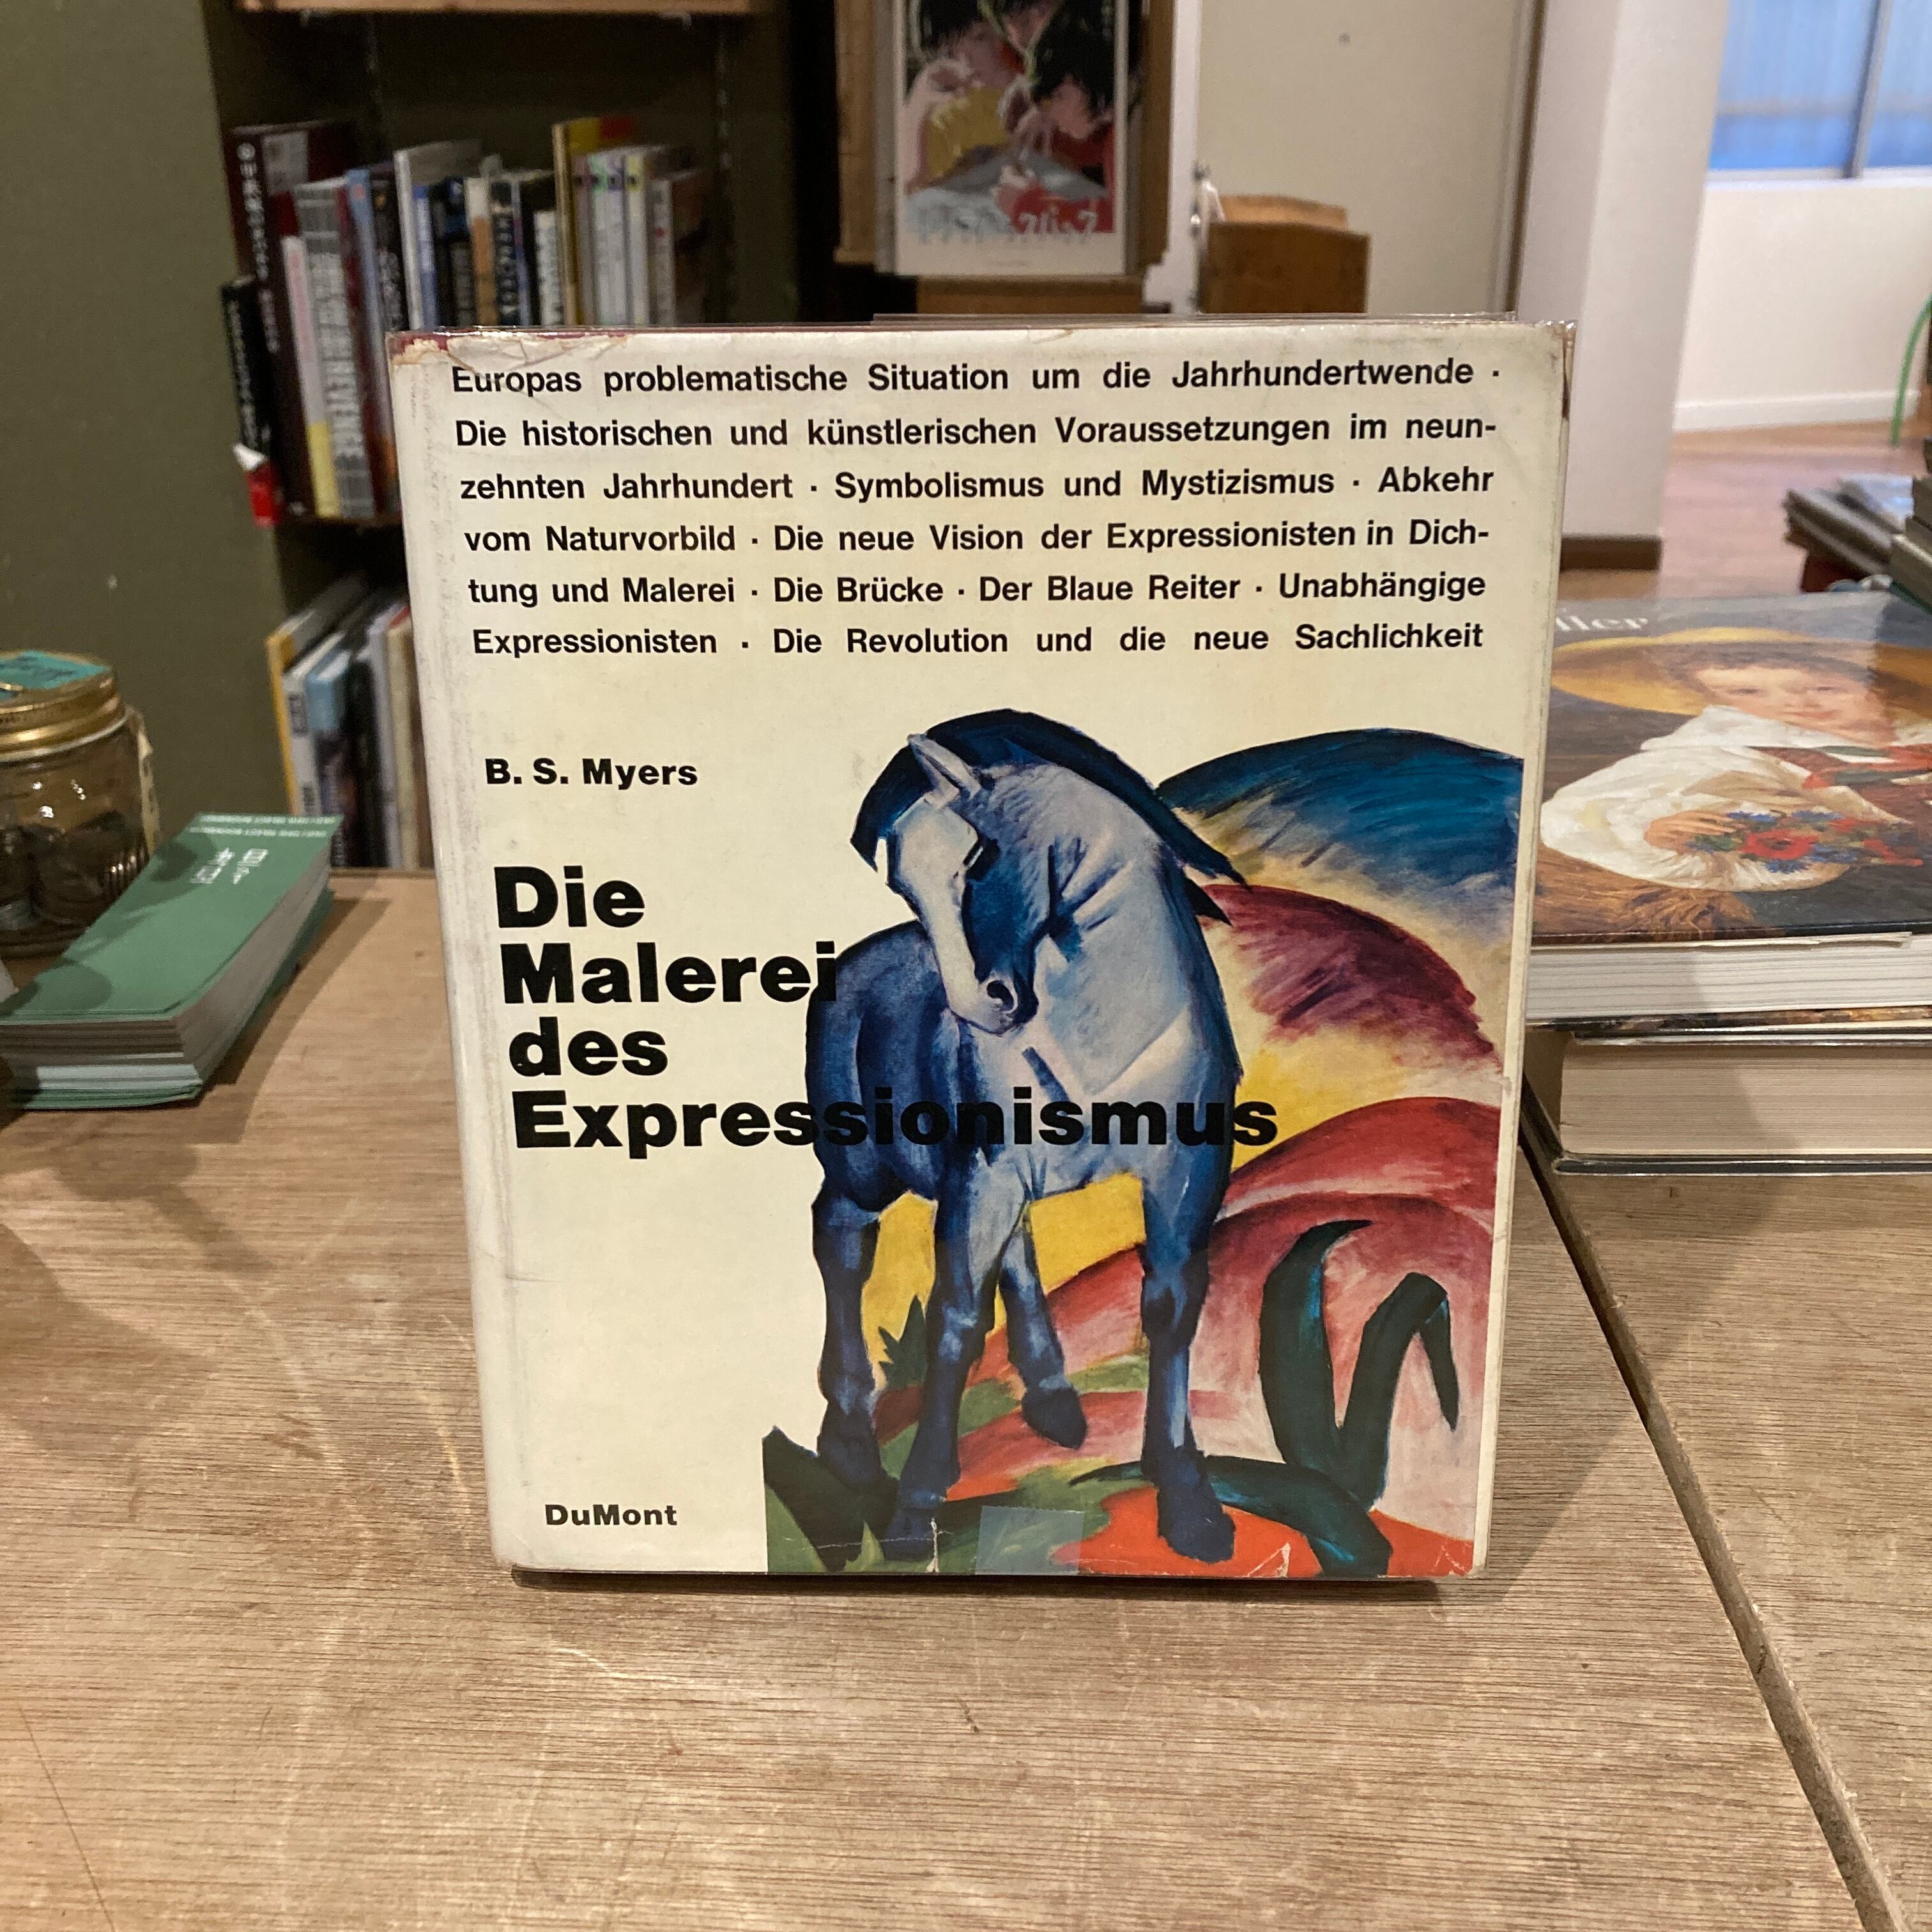 Europas problematische Situation um die Jahrhundertwende ·
Die historischen und künstlerischen Voraussetzungen im neun-
zehnten Jahrhundert · Symbolismus und Mystizismus · Abkehr
vom Naturvorbild · Die neue Vision der Expressionisten in Dich-
tung und Malerei · Die Brücke · Der Blaue Reiter · Unabhängige
Expressionisten · Die Revolution und die neue Sachlichkeit
B. S. Myers
Die
Malerei
des
Expressionismus
DuMont